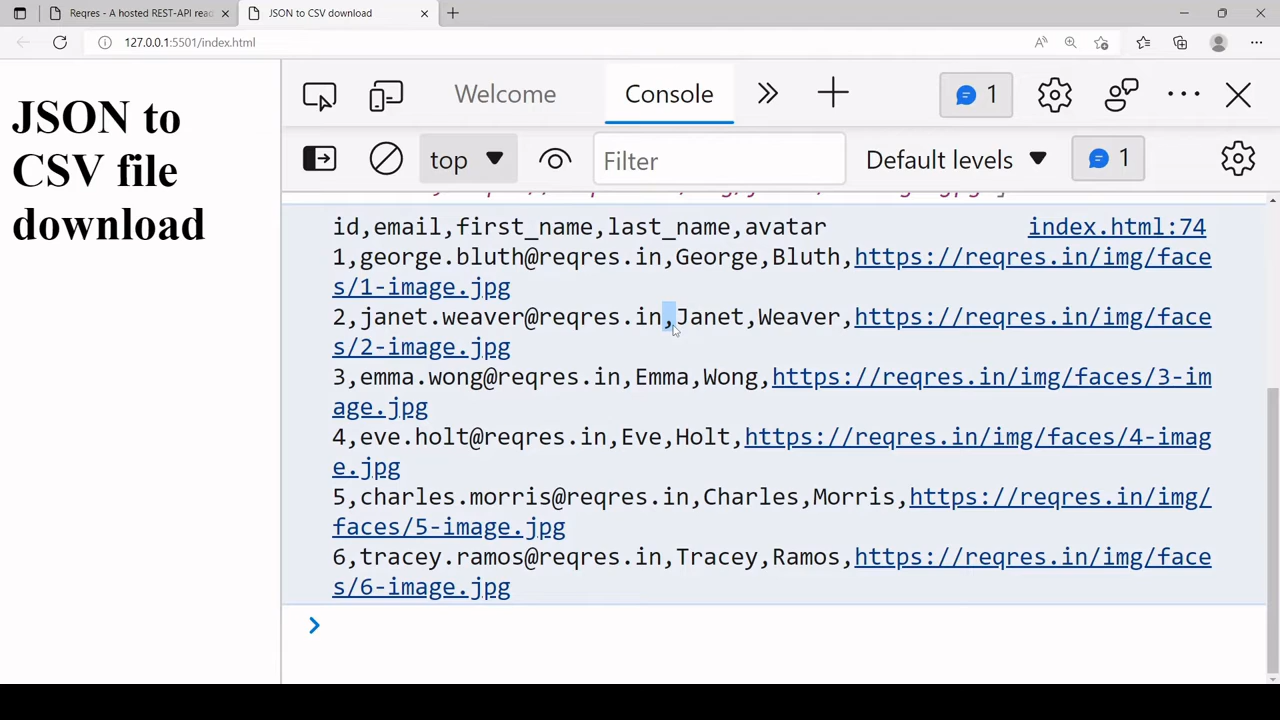 Reqres - A hosted REST-API read
JSON to CSV download
127.0.0.1:5501/index.html
JSON to
CSV file
download
Welcome
Console
1
top
Filter
Default levels
1
id,email,first_name,last_name,avatar
index.html:74
1,george.bluth@reqres.in,George,Bluth,https://reqres.in/img/face
s/1-image.jpg
2,janet.weaver@reqres.in,Janet,Weaver,https://reqres.in/img/face
s/2-image.jpg
3,emma.wong@reqres.in,Emma,Wong,https://reqres.in/img/faces/3-im
age.jpg
4,eve.holt@reqres.in,Eve,Holt,https://reqres.in/img/faces/4-imag
e.jpg
5,charles.morris@reqres.in,Charles,Morris,https://reqres.in/img/
faces/5-image.jpg
6,tracey.ramos@reqres.in,Tracey,Ramos,https://reqres.in/img/face
s/6-image.jpg